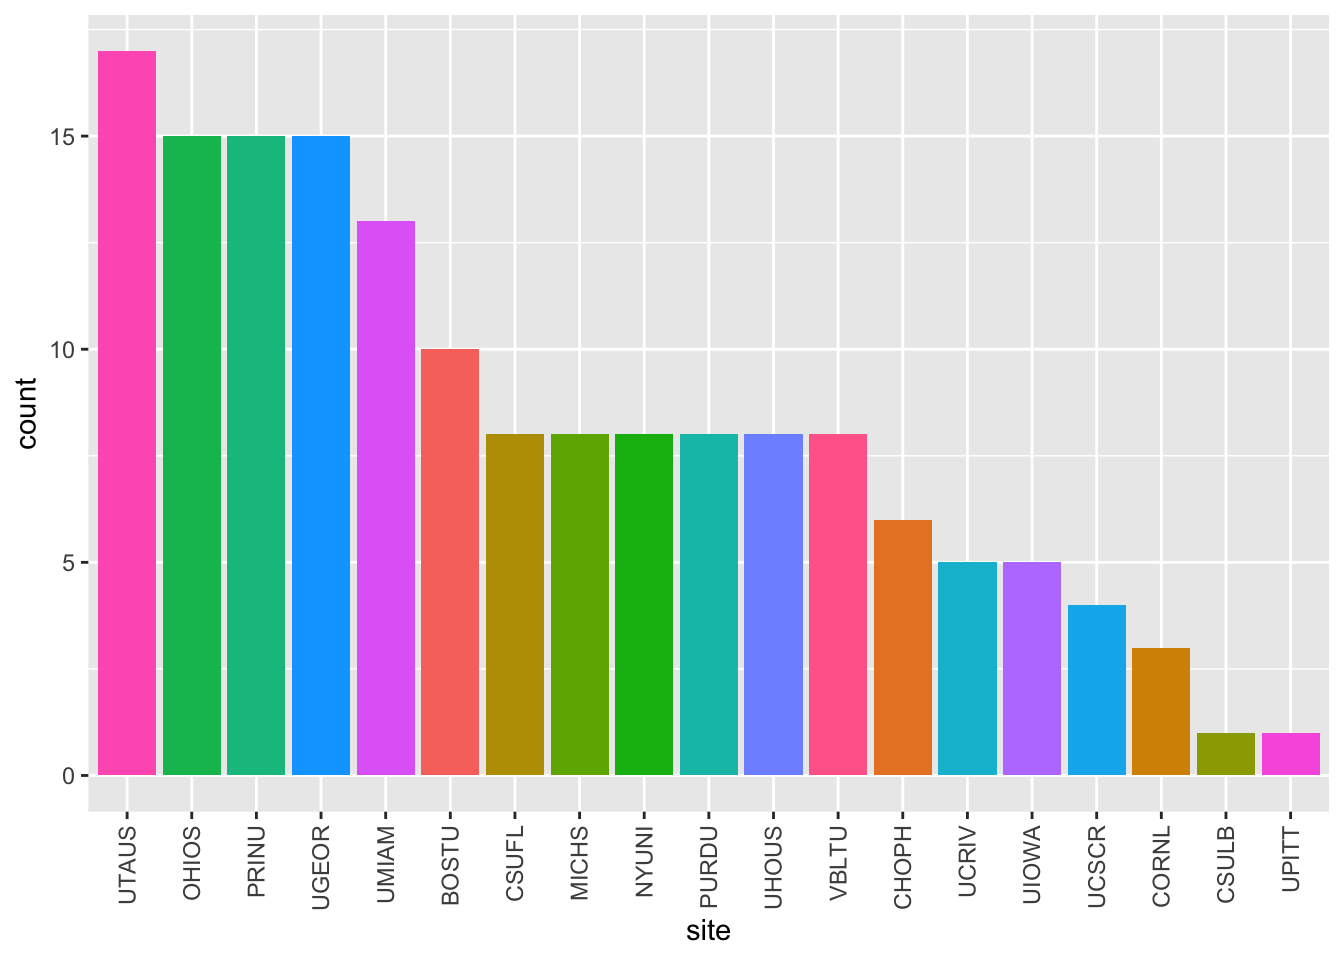 count
15
10
5
0
UTAUS
OHIOS
PRINU
UGEOR
UMIAM
BOSTU
CSUFL
MICHS
NYUNI
PURDU
UHOUS
VBLTU
CHOPH
UCRIV
UIOWA
UCSCR
CORNL
CSULB
UPITT
site